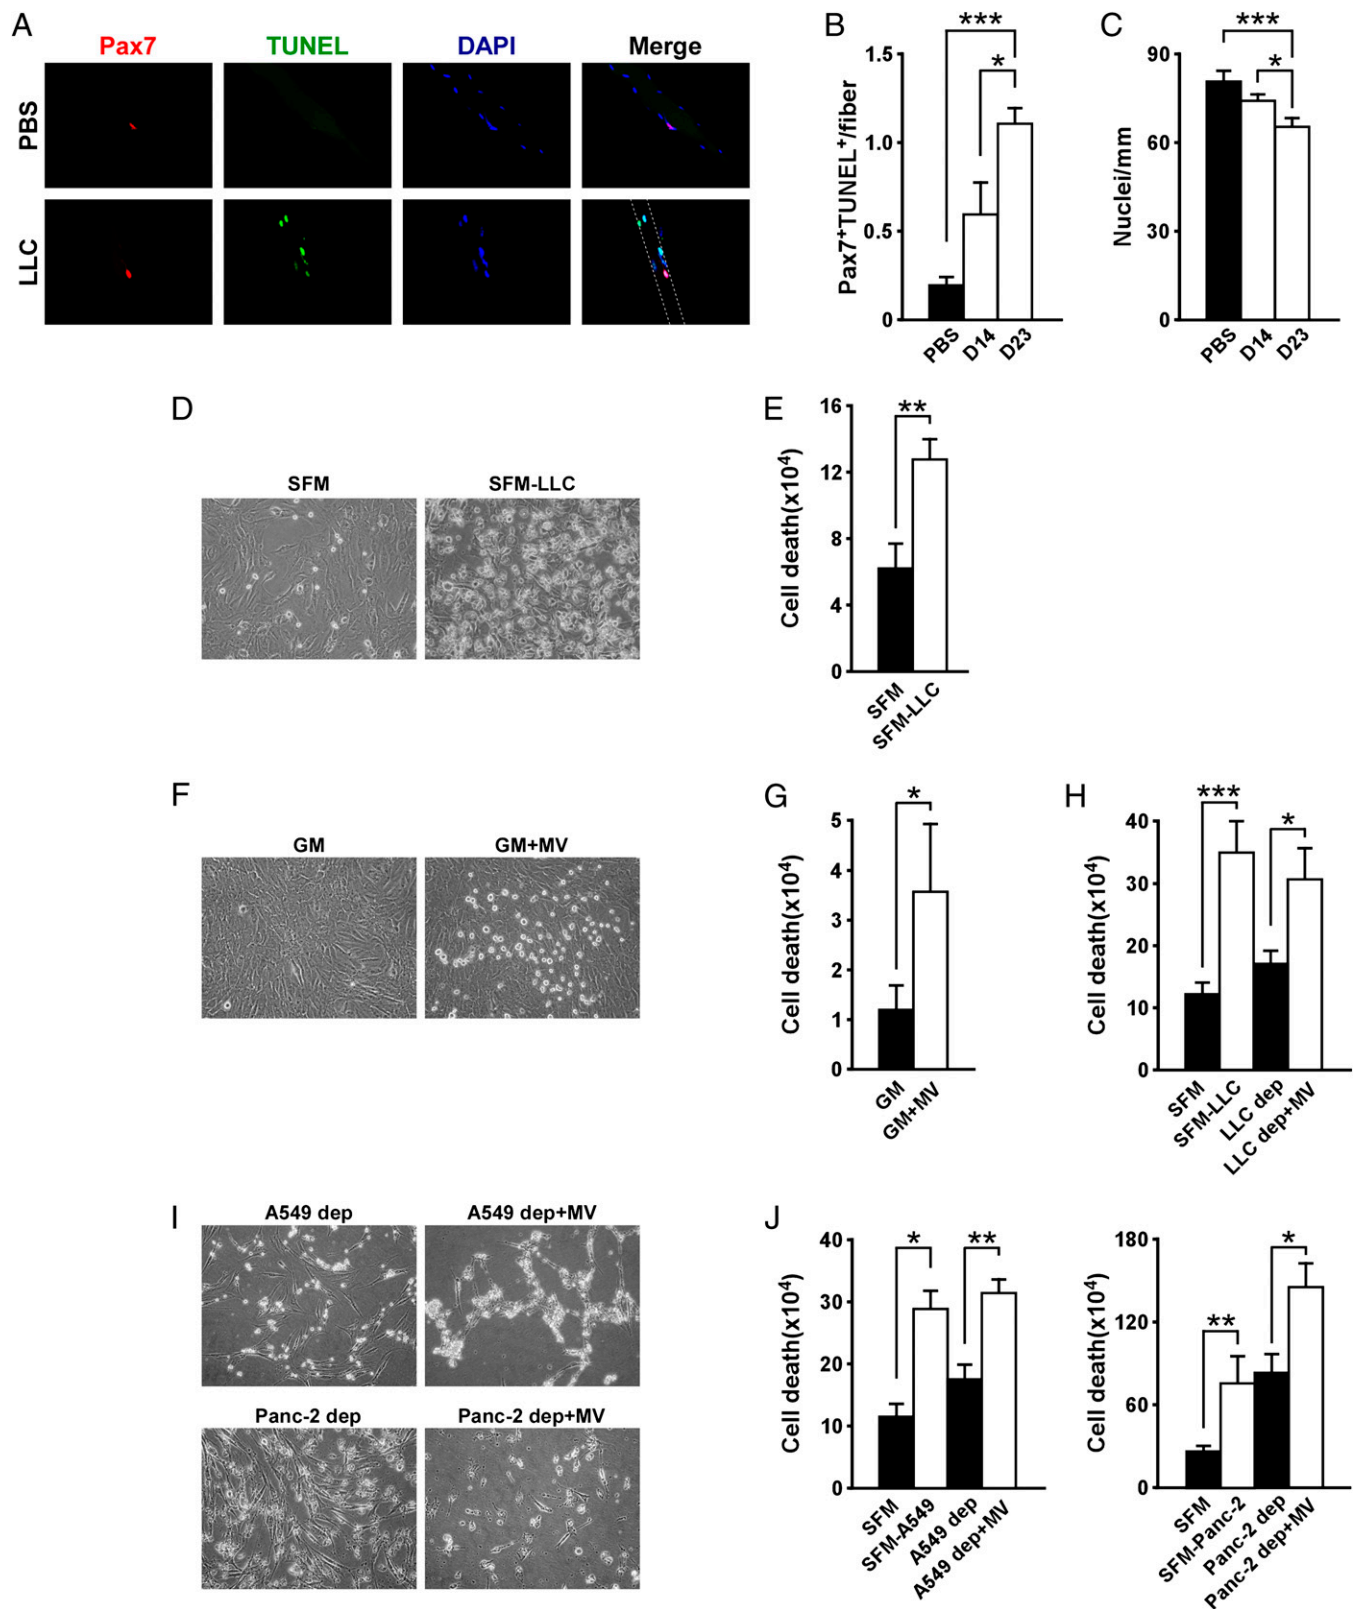 A
Pax7 TUNEL DAPI Merge
PBS
LLC
B
***
*
Pax7⁺TUNEL⁺/fiber
1.5
1.0
0.5
0
PBS D14 D23
C
***
*
Nuclei/mm
90
60
30
0
PBS D14 D23
D
SFM SFM-LLC
E
**
Cell death(x10⁴)
16
12
8
4
0
SFM SFM-LLC
F
GM GM+MV
G
*
Cell death(x10⁴)
5
4
3
2
1
0
GM GM+MV
H
***
*
Cell death(x10⁴)
40
30
20
10
0
SFM SFM-LLC LLC dep LLC dep+MV
I
A549 dep A549 dep+MV
Panc-2 dep Panc-2 dep+MV
J
* **
Cell death(x10⁴)
40
30
20
10
0
SFM SFM-A549 A549 dep A549 dep+MV
*
**
Cell death(x10⁴)
180
120
60
0
SFM SFM-Panc-2 Panc-2 dep Panc-2 dep+MV